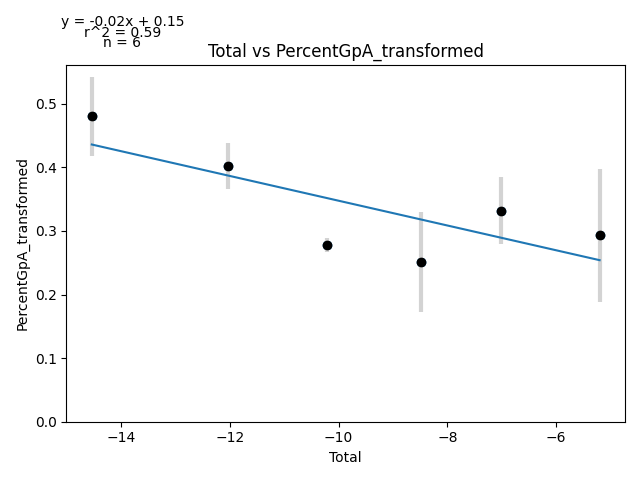 y = -0.02x + 0.15
r^2 = 0.59
n = 6
Total vs PercentGpA_transformed
PercentGpA_transformed
0.5
0.4
0.3
0.2
0.1
0.0
−14
−12
−10
−8
−6
Total